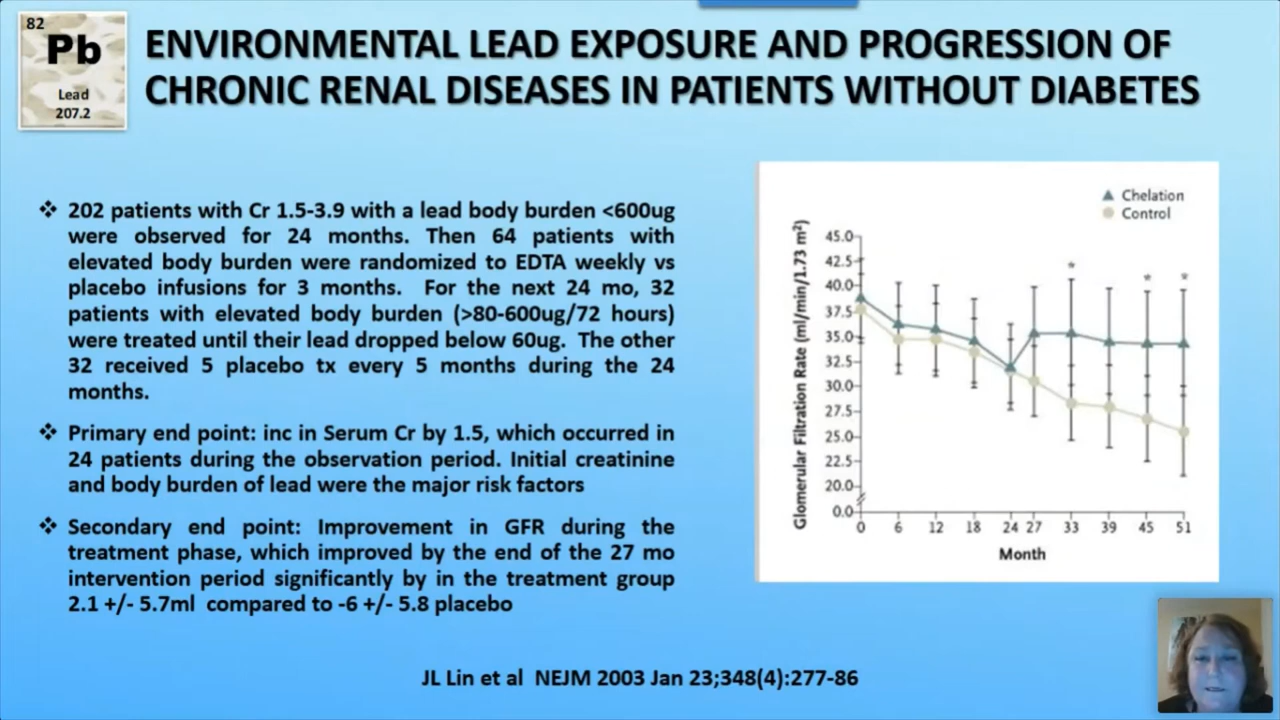 82
Pb
Lead
207.2
ENVIRONMENTAL LEAD EXPOSURE AND PROGRESSION OF
CHRONIC RENAL DISEASES IN PATIENTS WITHOUT DIABETES
❖ 202 patients with Cr 1.5-3.9 with a lead body burden <600ug
were observed for 24 months. Then 64 patients with
elevated body burden were randomized to EDTA weekly vs
placebo infusions for 3 months. For the next 24 mo, 32
patients with elevated body burden (>80-600ug/72 hours)
were treated until their lead dropped below 60ug. The other
32 received 5 placebo tx every 5 months during the 24
months.
❖ Primary end point: inc in Serum Cr by 1.5, which occurred in
24 patients during the observation period. Initial creatinine
and body burden of lead were the major risk factors
❖ Secondary end point: Improvement in GFR during the
treatment phase, which improved by the end of the 27 mo
intervention period significantly by in the treatment group
2.1 +/- 5.7ml compared to -6 +/- 5.8 placebo
Chelation
Control
Glomerular Filtration Rate (ml/min/1.73 m²)
45.0
42.5
40.0
37.5
35.0
32.5
30.0
27.5
25.0
22.5
20.0
0.0
* * *
0 6 12 18 24 27 33 39 45 51
Month
JL Lin et al NEJM 2003 Jan 23;348(4):277-86